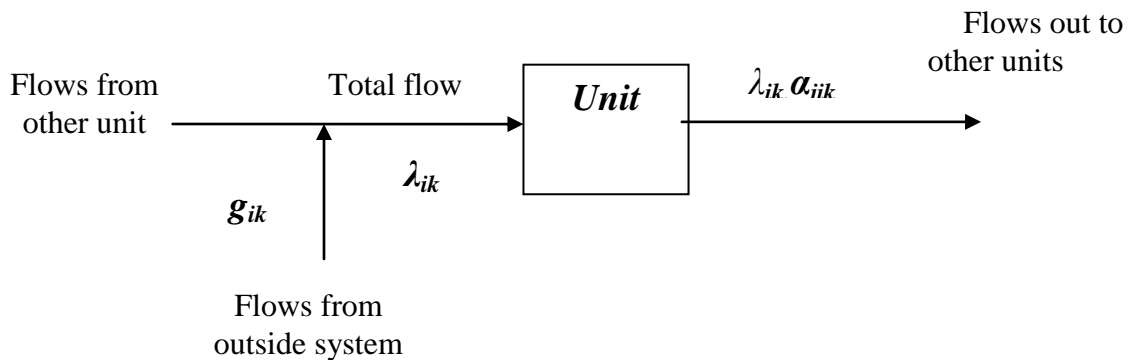 Flows from
other unit
Total flow
Unit
λik αiik
Flows out to
other units
λik
gik
Flows from
outside system